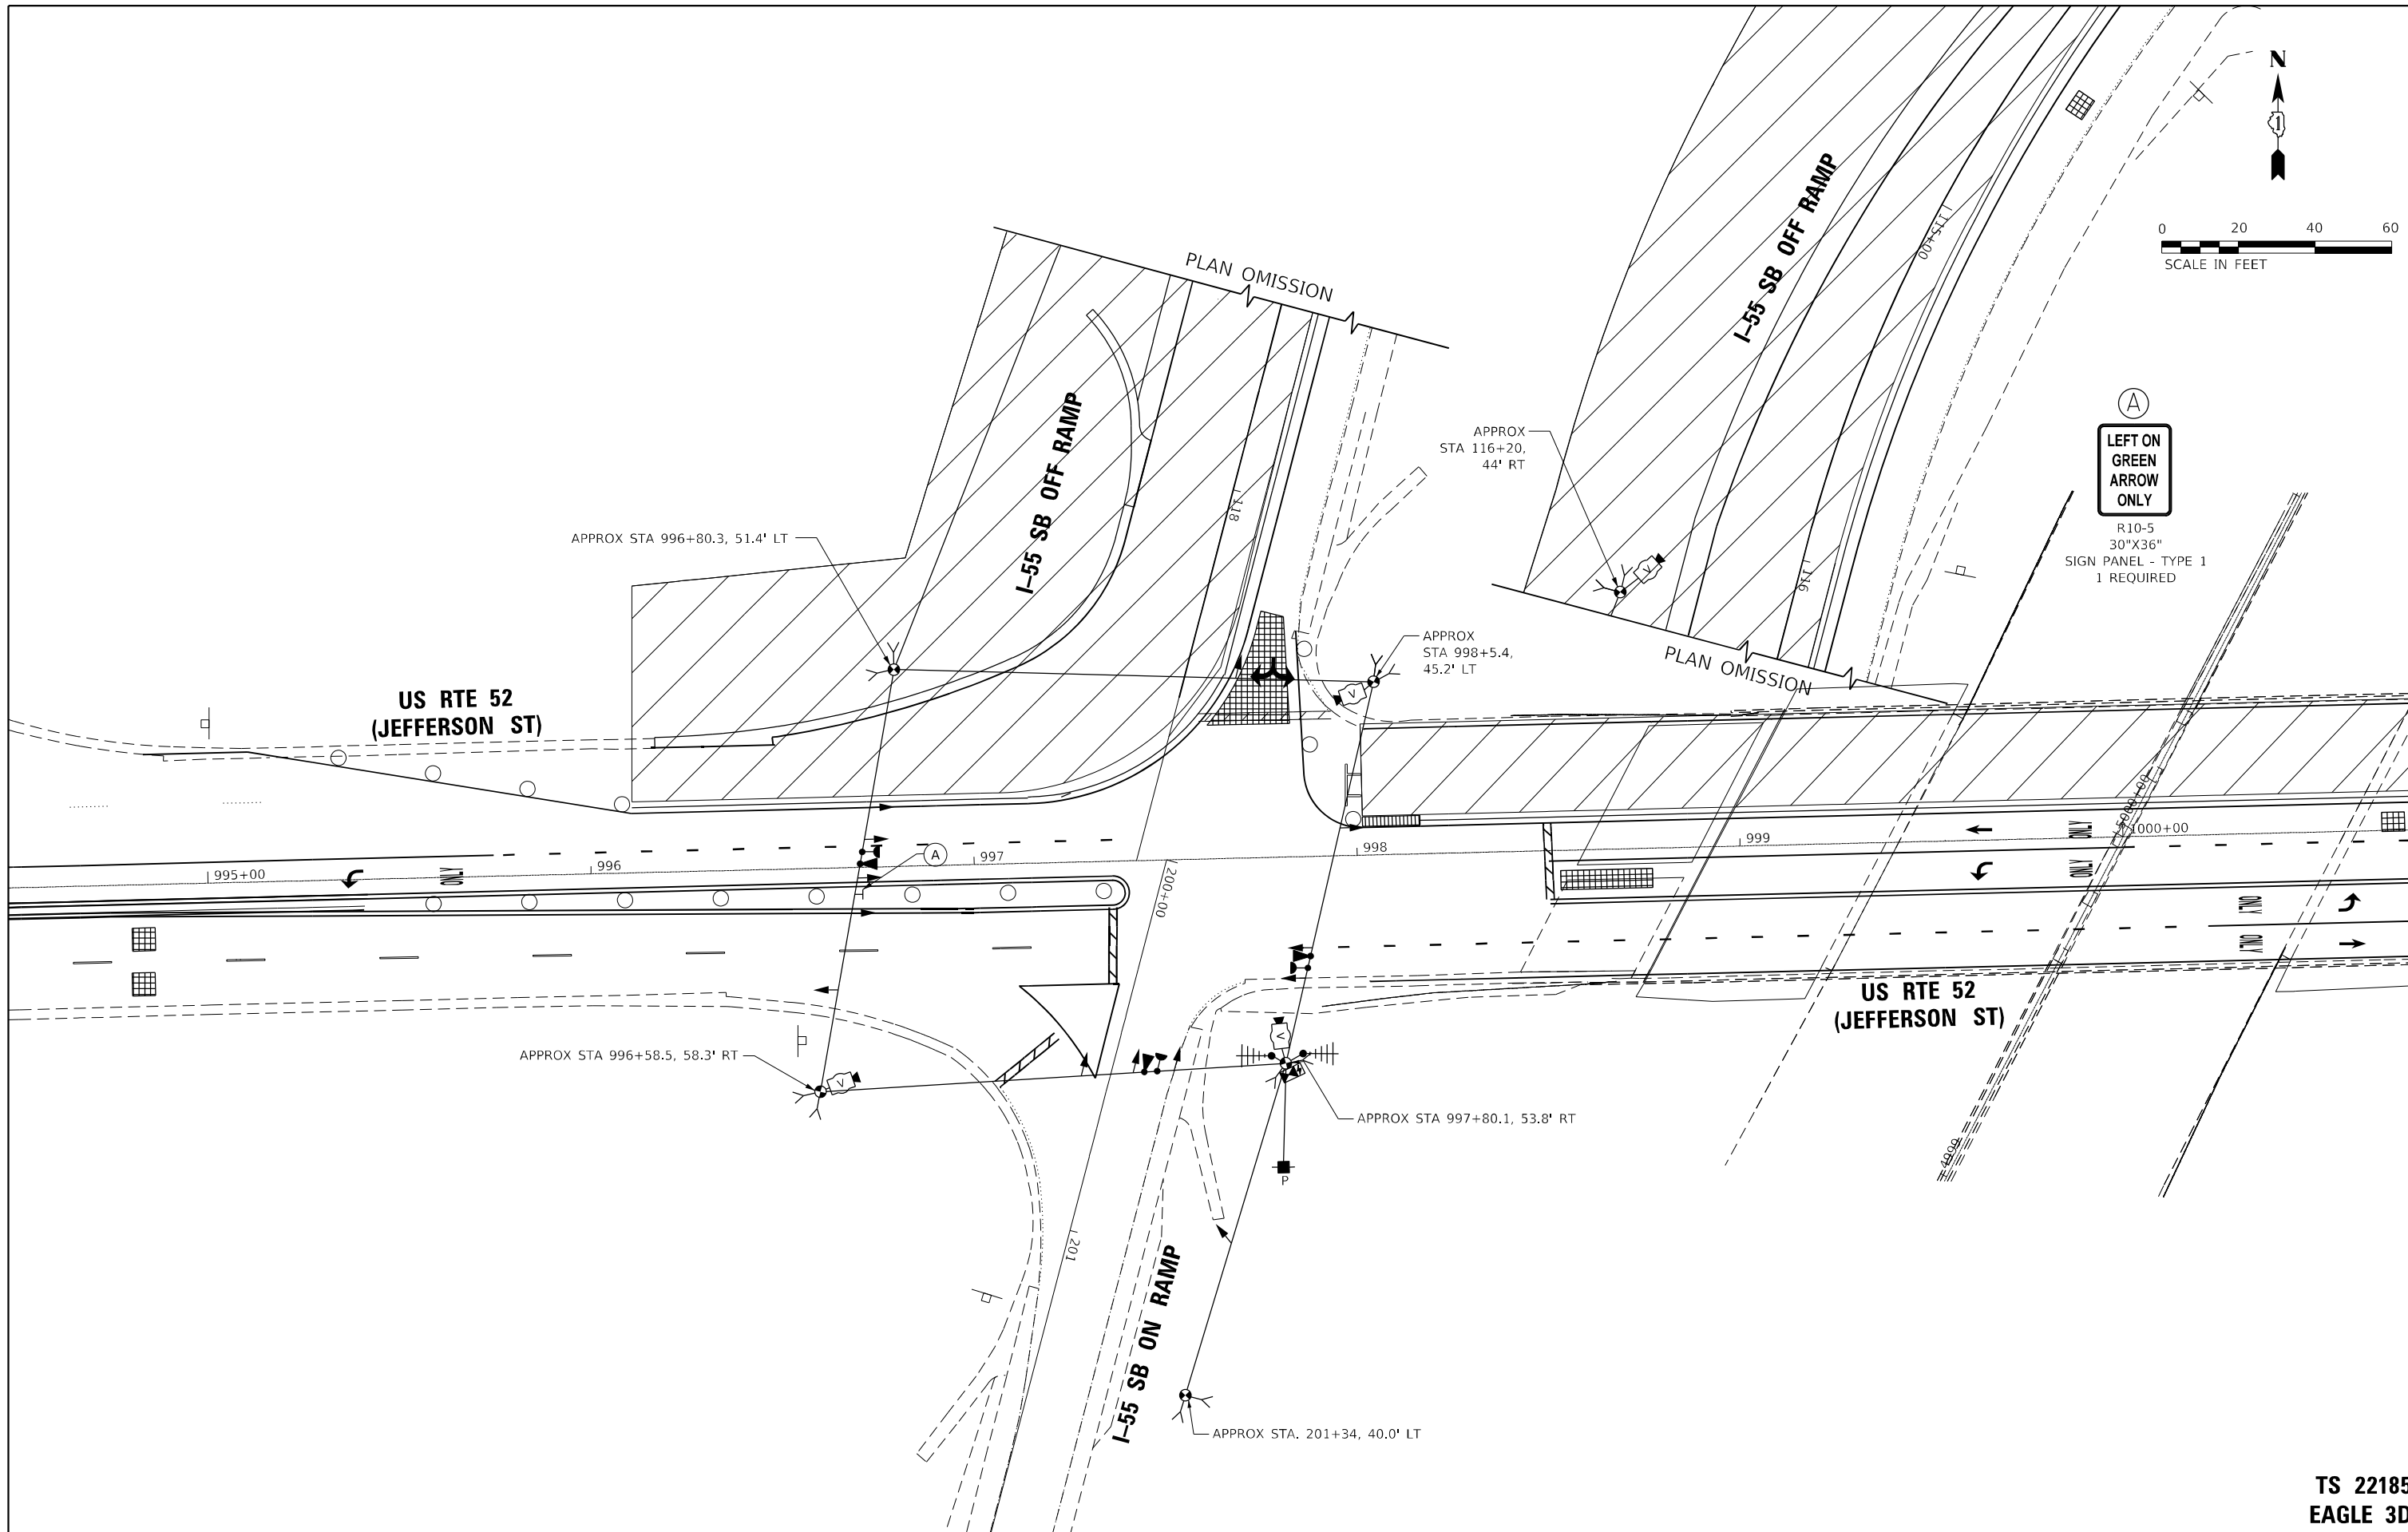 N
1
0 20 40 60
SCALE IN FEET
PLAN OMISSION
I-55 SB OFF RAMP
115+00
I-55 SB OFF RAMP
118
APPROX
STA 116+20,
44' RT
116
A
LEFT ON
GREEN
ARROW
ONLY
R10-5
30"X36"
SIGN PANEL - TYPE 1
1 REQUIRED
APPROX STA 996+80.3, 51.4' LT
V
APPROX
STA 998+5.4,
45.2' LT
V
PLAN OMISSION
US RTE 52
(JEFFERSON ST)
995+00
ONLY
996
A
997
998
999
ONLY
ONLY
1000+00
5000+00
ONLY
ONLY
200+00
US RTE 52
(JEFFERSON ST)
APPROX STA 996+58.5, 58.3' RT
V
V
APPROX STA 997+80.1, 53.8' RT
P
4999
201
I-55 SB ON RAMP
APPROX STA. 201+34, 40.0' LT
TS 22185
EAGLE 3D